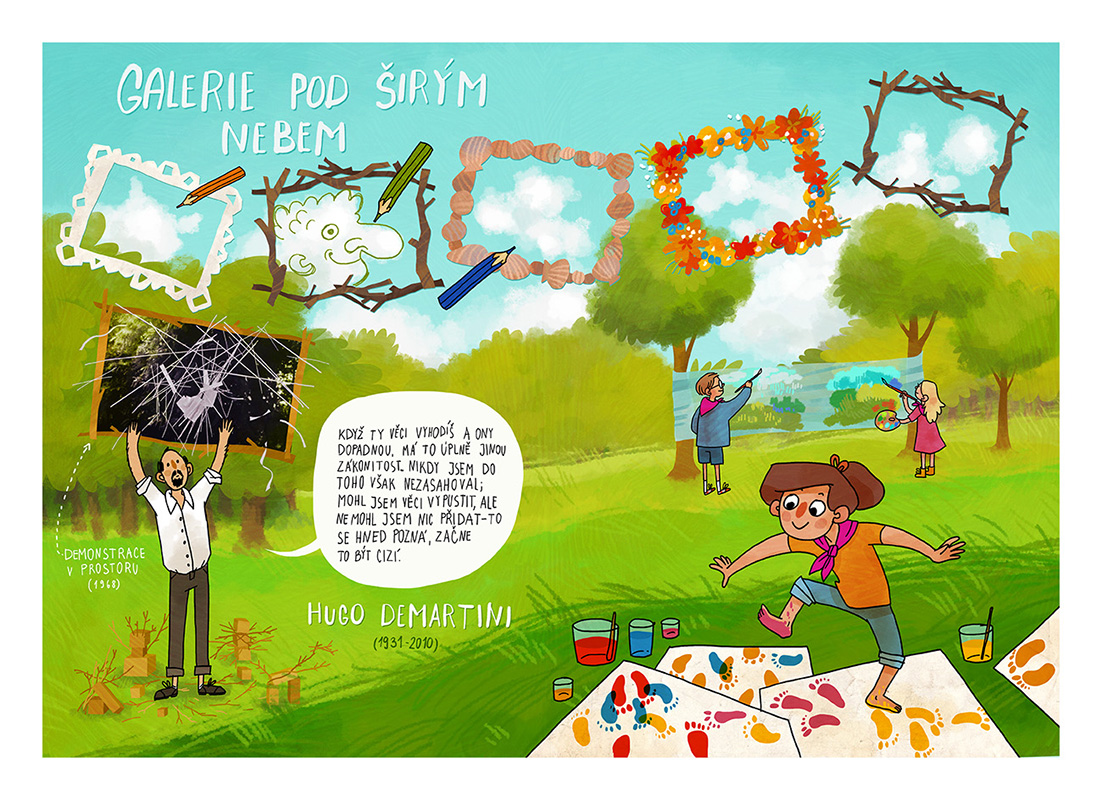 GALERIE POD ŠIRÝM
NEBEM
KDYŽ TY VĚCI VYHODÍŠ A ONY
DOPADNOU, MÁ TO ÚPLNĚ JINOU
ZÁKONITOST. NIKDY JSEM DO
TOHO VŠAK NEZASAHOVAL;
MOHL JSEM VĚCI VYPUSTIT, ALE
NEMOHL JSEM NIC PŘIDAT-TO
SE HNED POZNÁ, ZAČNE
TO BÝT CIZÍ.
DEMONSTRACE
V PROSTORU
(1968)
HUGO DEMARTINI
(1931-2010)